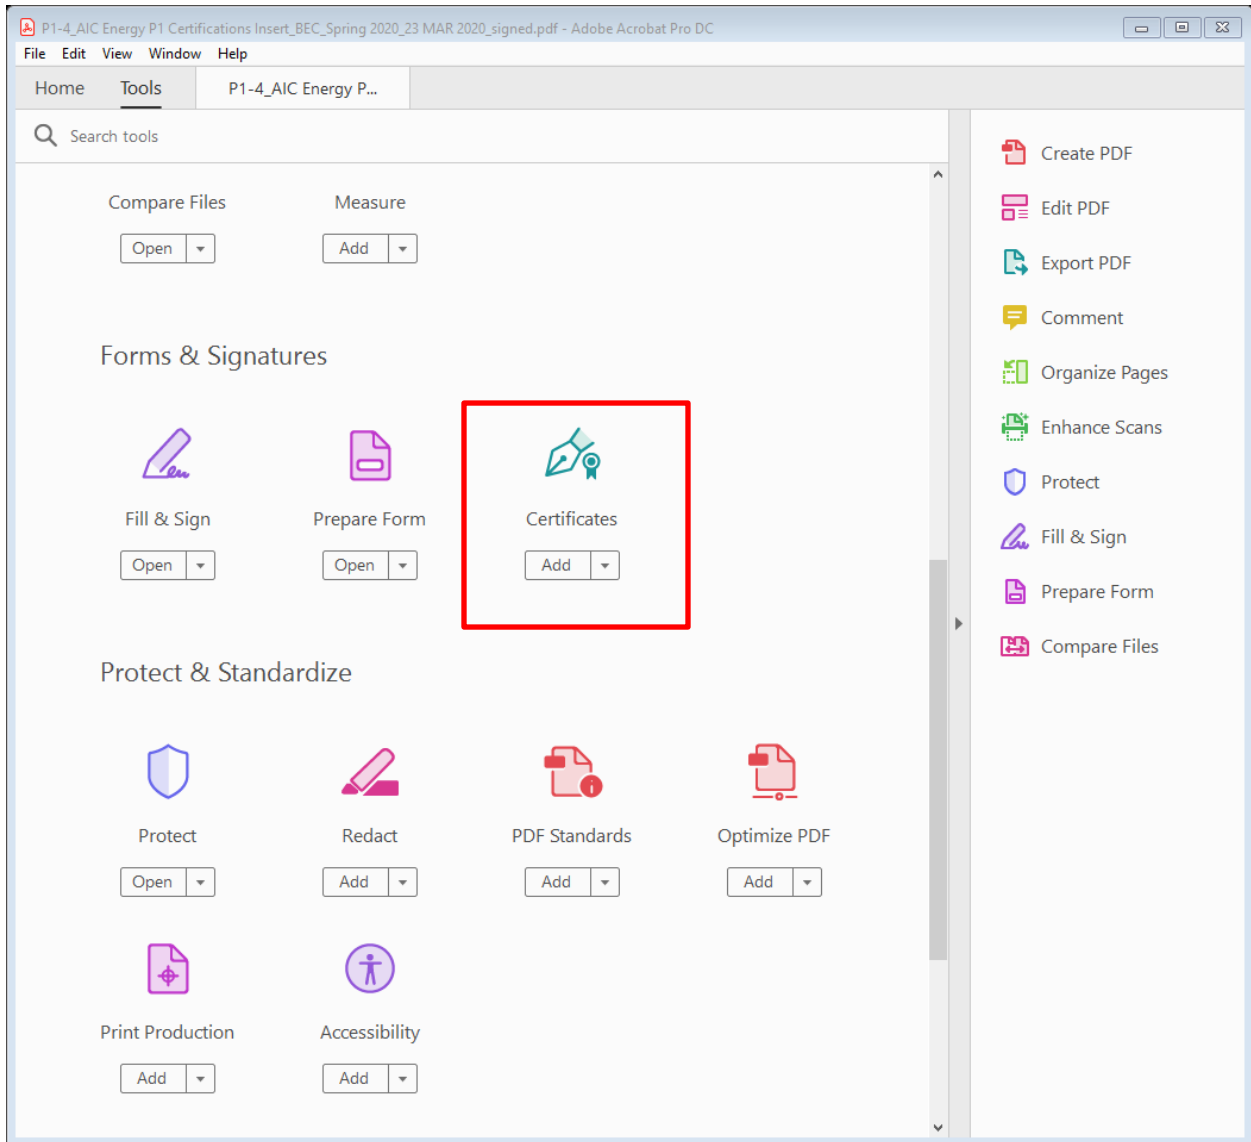 P1-4_AIC Energy P1 Certifications Insert_BEC_Spring 2020_23 MAR 2020_signed.pdf - Adobe Acrobat Pro DC
File Edit View Window Help
Home Tools P1-4_AIC Energy P...
Search tools
Compare Files Measure
Open Add
Forms & Signatures
Fill & Sign Prepare Form Certificates
Open Open Add
Protect & Standardize
Protect Redact PDF Standards Optimize PDF
Open Add Add Add
Print Production Accessibility
Add Add
Create PDF
Edit PDF
Export PDF
Comment
Organize Pages
Enhance Scans
Protect
Fill & Sign
Prepare Form
Compare Files